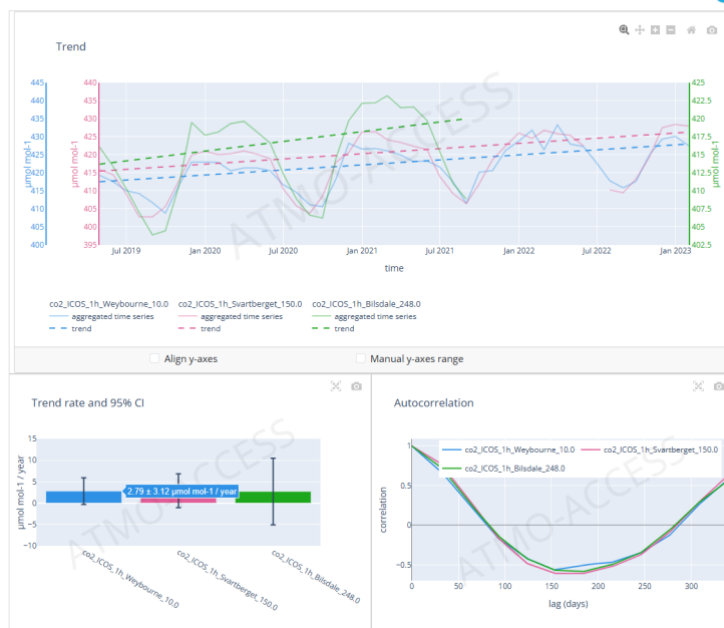 Trend
445
440
435
430
425
420
415
410
405
400
μmol mol-1
440
435
430
425
420
415
410
405
400
395
μmol mol-1
425
422.5
420
417.5
415
412.5
410
407.5
405
402.5
μmol mol-1
Jul 2019 Jan 2020 Jul 2020 Jan 2021 Jul 2021 Jan 2022 Jul 2022 Jan 2023
time
ATMO-ACCESS
co2_ICOS_1h_Weybourne_10.0 co2_ICOS_1h_Svartberget_150.0 co2_ICOS_1h_Bilsdale_248.0
aggregated time series aggregated time series aggregated time series
trend trend trend
Align y-axes Manual y-axes range
Trend rate and 95% CI
15
10
5
0
−5
−10
μmol mol-1 / year
2.79 ± 3.12 μmol mol-1 / year
co2_ICOS_1h_Weybourne_10.0
co2_ICOS_1h_Svartberget_150.0
co2_ICOS_1h_Bilsdale_248.0
ATMO-ACCESS
Autocorrelation
co2_ICOS_1h_Weybourne_10.0 co2_ICOS_1h_Svartberget_150.0
co2_ICOS_1h_Bilsdale_248.0
1
0.5
0
−0.5
correlation
0 50 100 150 200 250 300
lag (days)
ATMO-ACCESS